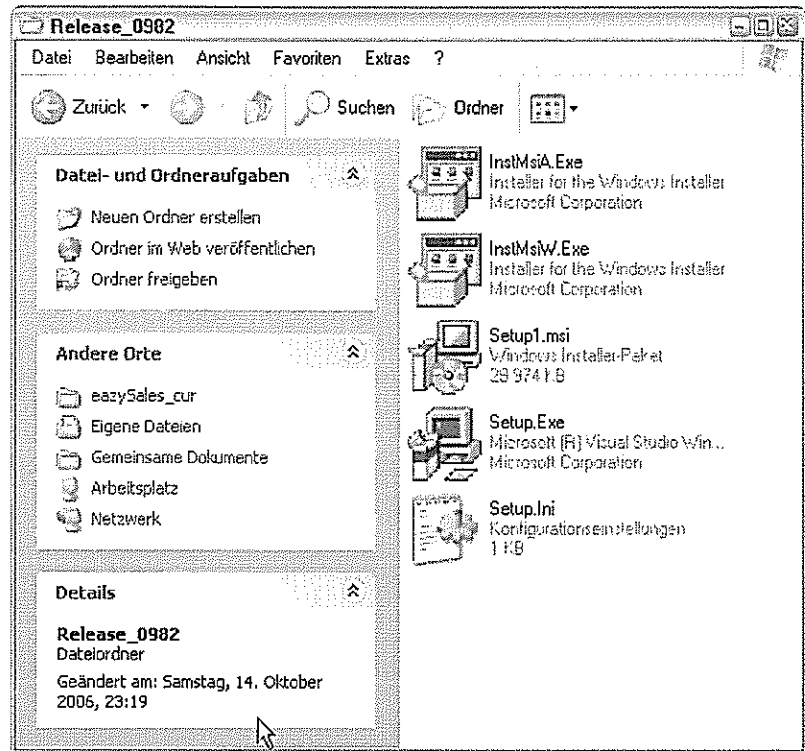 Release_0982
Datei Bearbeiten Ansicht Favoriten Extras ?
Zurück Suchen Ordner
Datei- und Ordneraufgaben
Neuen Ordner erstellen
Ordner im Web veröffentlichen
Ordner freigeben
Andere Orte
eazySales_cur
Eigene Dateien
Gemeinsame Dokumente
Arbeitsplatz
Netzwerk
Details
Release_0982
Dateiordner
Geändert am: Samstag, 14. Oktober
2006, 23:19
InstMsiA.Exe
Installer for the Windows Installer
Microsoft Corporation
InstMsiW.Exe
Installer for the Windows Installer
Microsoft Corporation
Setup1.msi
Windows Installer-Paket
28 974 KB
Setup.Exe
Microsoft (R) Visual Studio Win...
Microsoft Corporation
Setup.Ini
Konfigurationseinstellungen
1 KB